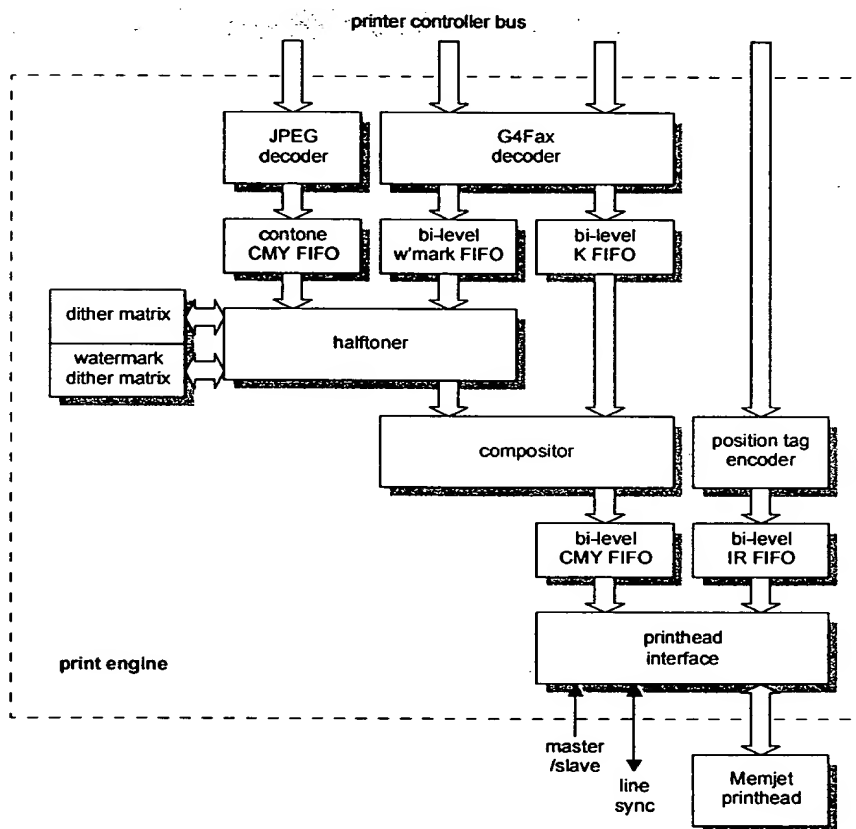 printer controller bus
JPEG
decoder
G4Fax
decoder
contone
CMY FIFO
bi-level
w'mark FIFO
bi-level
K FIFO
dither matrix
watermark
dither matrix
halftoner
compositor
position tag
encoder
bi-level
CMY FIFO
bi-level
IR FIFO
printhead
interface
print engine
master
/slave
line
sync
Memjet
printhead